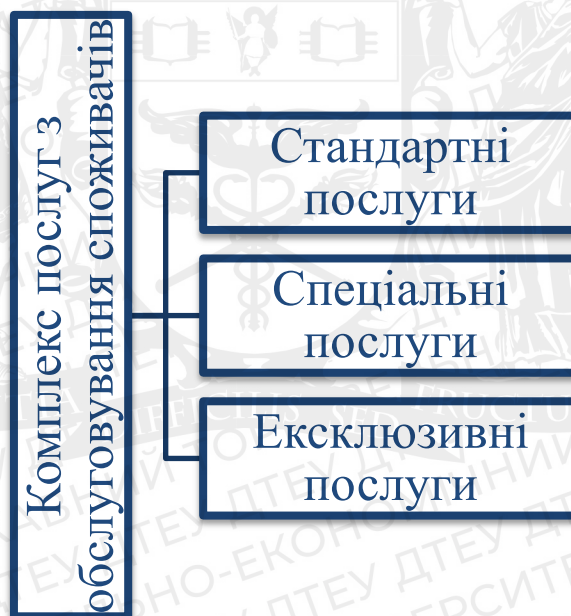 Комплекс послуг з
обслуговування споживачів
Стандартні
послуги
Спеціальні
послуги
Ексклюзивні
послуги